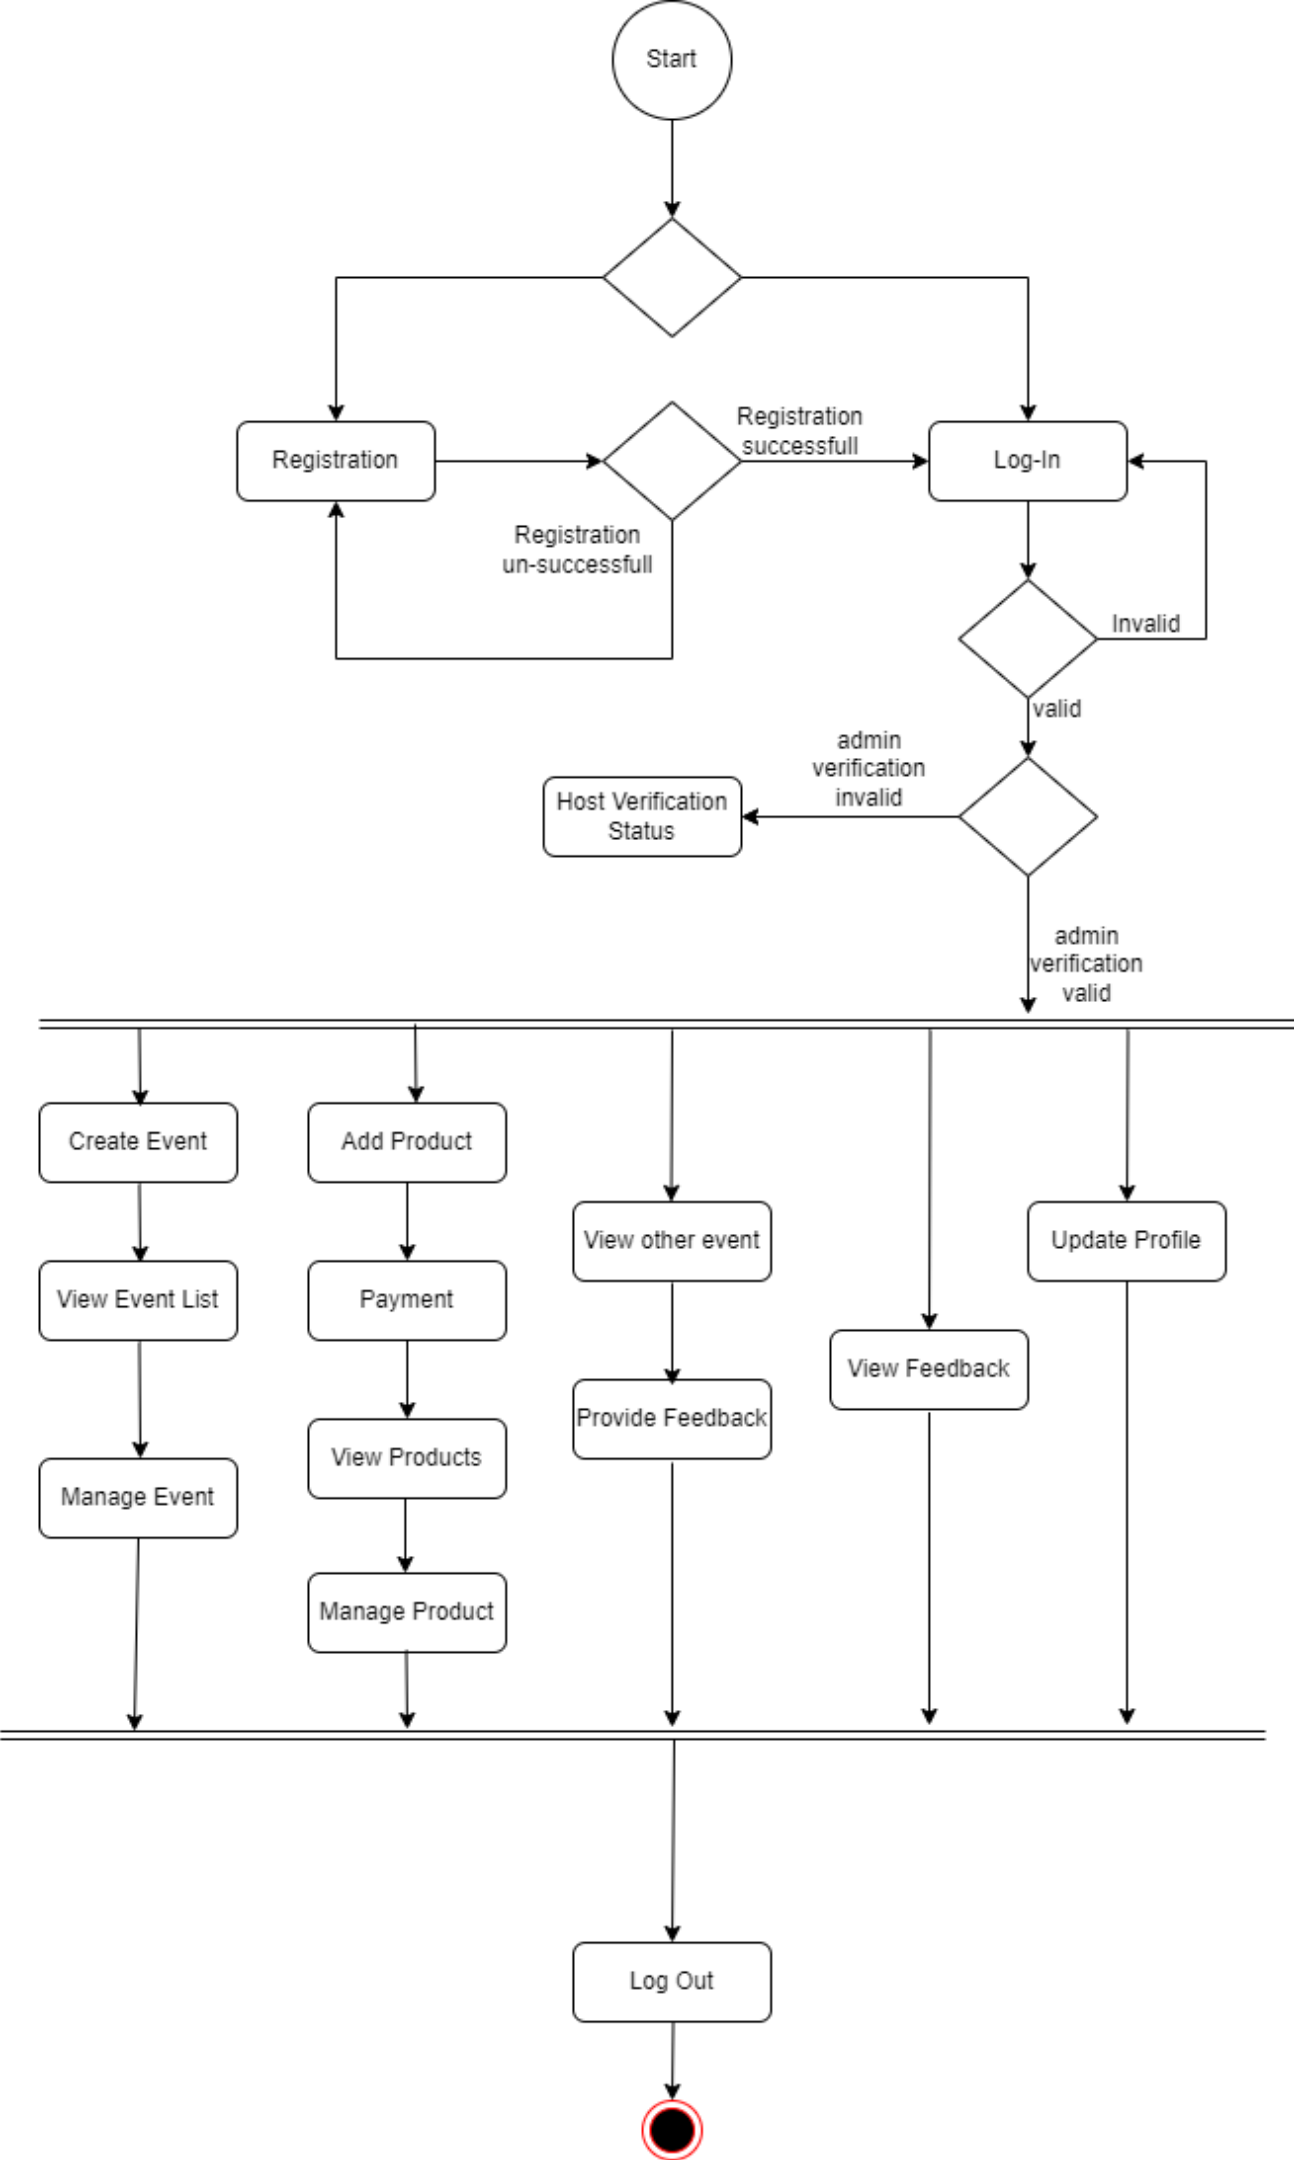 Start
Registration
successfull
Registration
Log-In
Registration
un-successfull
Invalid
valid
admin
verification
invalid
Host Verification
Status
admin
verification
valid
Create Event
Add Product
View other event
Update Profile
View Event List
Payment
View Feedback
Provide Feedback
View Products
Manage Event
Manage Product
Log Out